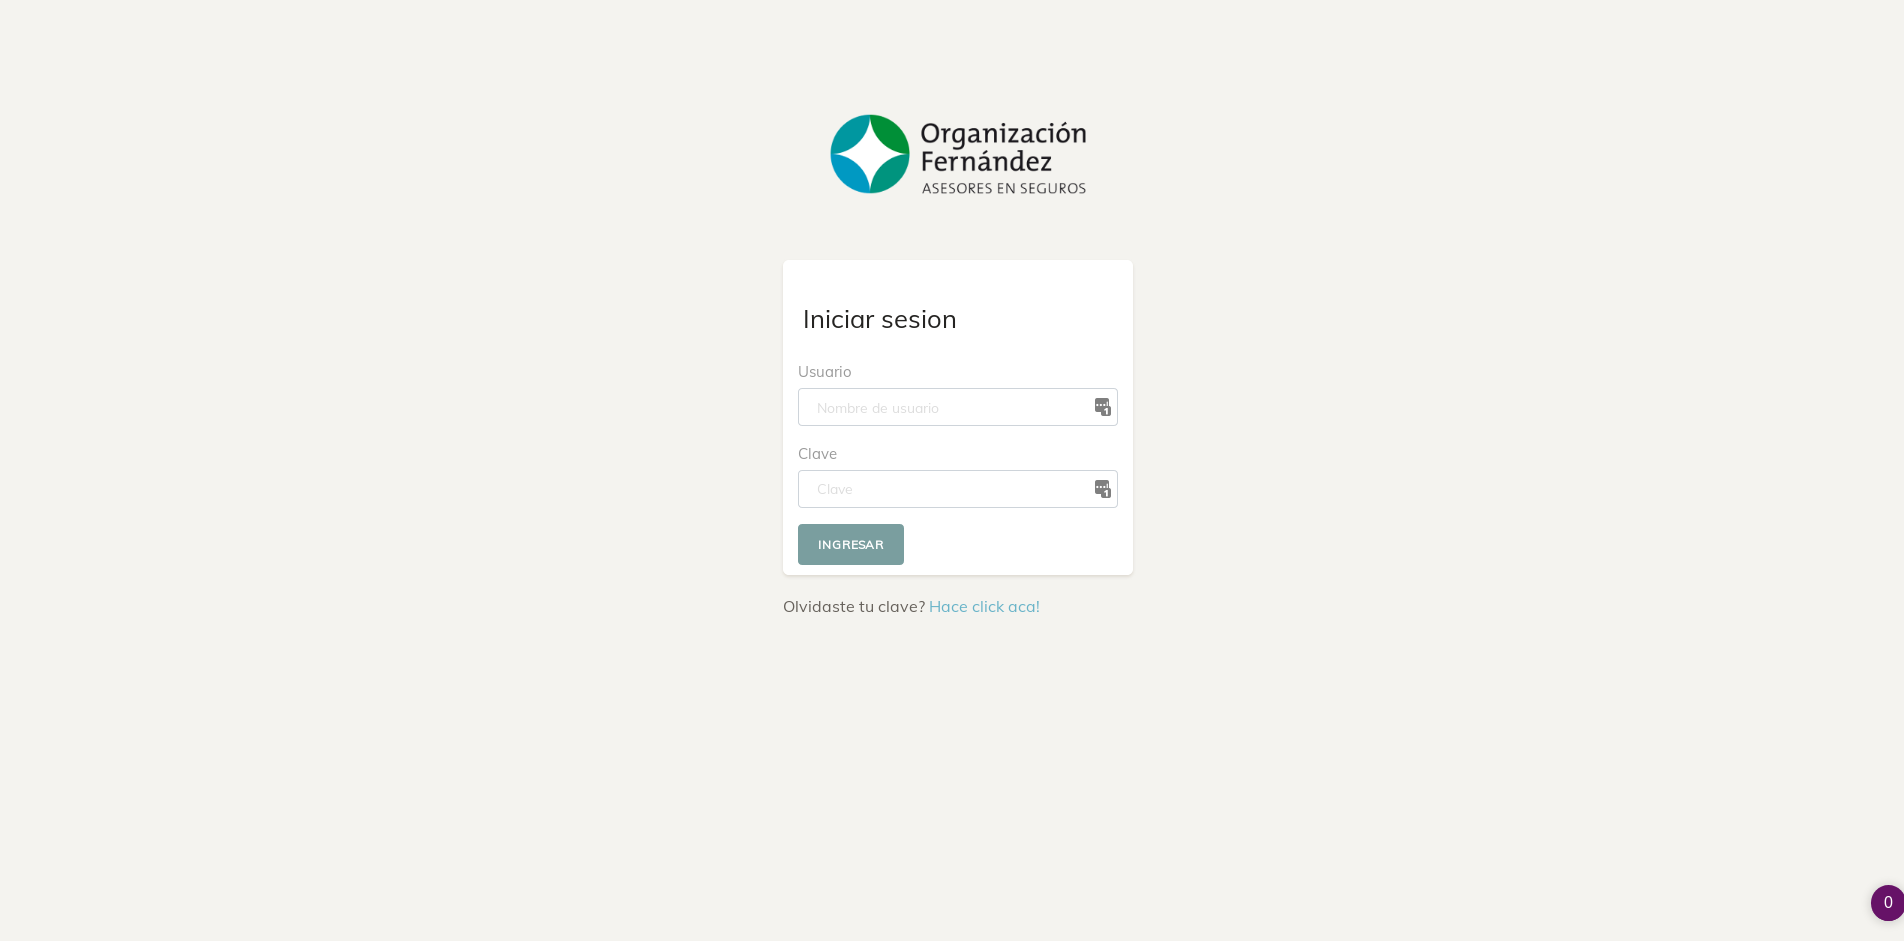 Organización
Fernández
ASESORES EN SEGUROS
Iniciar sesion
Usuario
Nombre de usuario
Clave
Clave
INGRESAR
Olvidaste tu clave? Hace click aca!
0